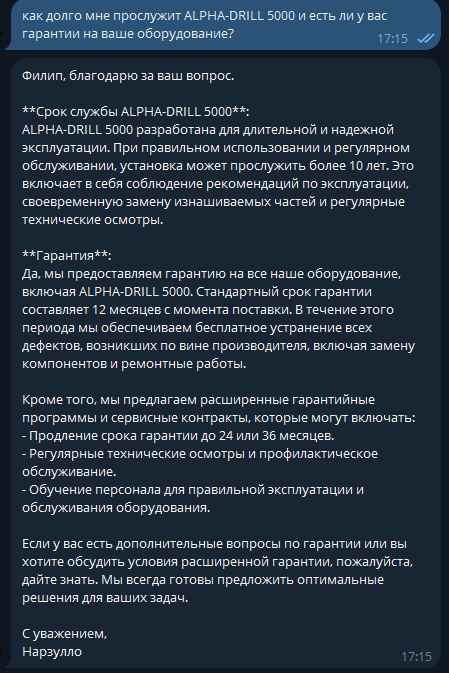 как долго мне прослужит ALPHA-DRILL 5000 и есть ли у вас
гарантии на ваше оборудование?
17:15
Филип, благодарю за ваш вопрос.
**Срок службы ALPHA-DRILL 5000**:
ALPHA-DRILL 5000 разработана для длительной и надежной
эксплуатации. При правильном использовании и регулярном
обслуживании, установка может прослужить более 10 лет. Это
включает в себя соблюдение рекомендаций по эксплуатации,
своевременную замену изнашиваемых частей и регулярные
технические осмотры.
**Гарантия**:
Да, мы предоставляем гарантию на все наше оборудование,
включая ALPHA-DRILL 5000. Стандартный срок гарантии
составляет 12 месяцев с момента поставки. В течение этого
периода мы обеспечиваем бесплатное устранение всех
дефектов, возникших по вине производителя, включая замену
компонентов и ремонтные работы.
Кроме того, мы предлагаем расширенные гарантийные
программы и сервисные контракты, которые могут включать:
- Продление срока гарантии до 24 или 36 месяцев.
- Регулярные технические осмотры и профилактическое
обслуживание.
- Обучение персонала для правильной эксплуатации и
обслуживания оборудования.
Если у вас есть дополнительные вопросы по гарантии или вы
хотите обсудить условия расширенной гарантии, пожалуйста,
дайте знать. Мы всегда готовы предложить оптимальные
решения для ваших задач.
С уважением,
Нарзулло
17:15